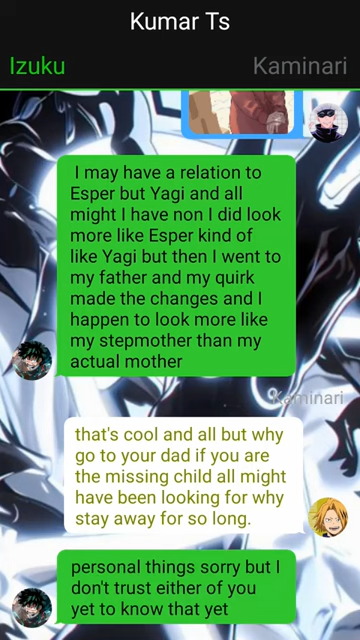 Kumar Ts
Izuku
Kaminari
I may have a relation to
Esper but Yagi and all
might I have non I did look
more like Esper kind of
like Yagi but then I went to
my father and my quirk
made the changes and I
happen to look more like
my stepmother than my
actual mother
Kaminari
that's cool and all but why
go to your dad if you are
the missing child all might
have been looking for why
stay away for so long.
personal things sorry but I
don't trust either of you
yet to know that yet